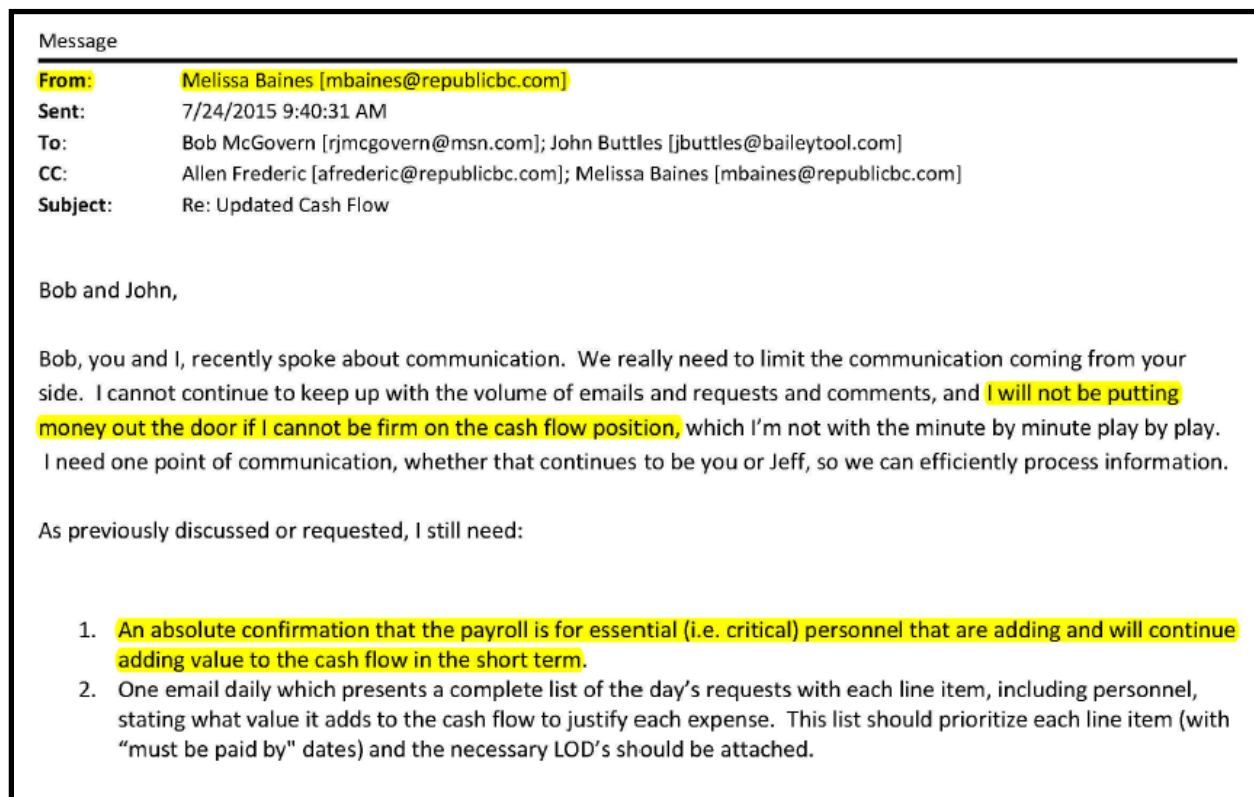 Message
From: Melissa Baines [mbaines@republicbc.com]
Sent: 7/24/2015 9:40:31 AM
To: Bob McGovern [rjmcgovern@msn.com]; John Buttles [jbuttles@baileytool.com]
CC: Allen Frederic [afrederic@republicbc.com]; Melissa Baines [mbaines@republicbc.com]
Subject: Re: Updated Cash Flow
Bob and John,
Bob, you and I, recently spoke about communication. We really need to limit the communication coming from your
side. I cannot continue to keep up with the volume of emails and requests and comments, and I will not be putting
money out the door if I cannot be firm on the cash flow position, which I'm not with the minute by minute play by play.
I need one point of communication, whether that continues to be you or Jeff, so we can efficiently process information.
As previously discussed or requested, I still need:
1. An absolute confirmation that the payroll is for essential (i.e. critical) personnel that are adding and will continue
adding value to the cash flow in the short term.
2. One email daily which presents a complete list of the day's requests with each line item, including personnel,
stating what value it adds to the cash flow to justify each expense. This list should prioritize each line item (with
“must be paid by" dates) and the necessary LOD's should be attached.